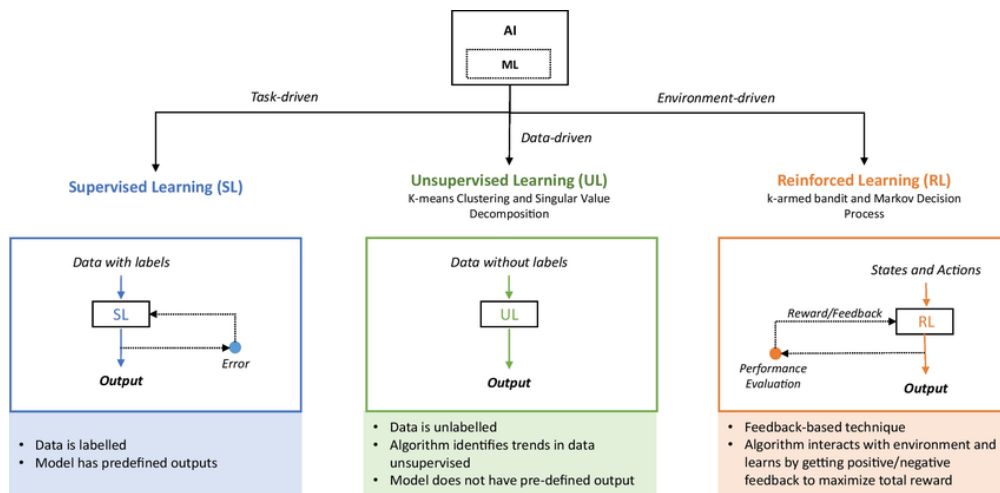 AI
ML
Task-driven
Environment-driven
Data-driven
Supervised Learning (SL)
Unsupervised Learning (UL)
K-means Clustering and Singular Value
Decomposition
Reinforced Learning (RL)
k-armed bandit and Markov Decision
Process
Data with labels
SL
Error
Output
Data without labels
UL
Output
States and Actions
Reward/Feedback
RL
Performance
Evaluation
Output
• Data is labelled
• Model has predefined outputs
• Data is unlabelled
• Algorithm identifies trends in data
unsupervised
• Model does not have pre-defined output
• Feedback-based technique
• Algorithm interacts with environment and
learns by getting positive/negative
feedback to maximize total reward